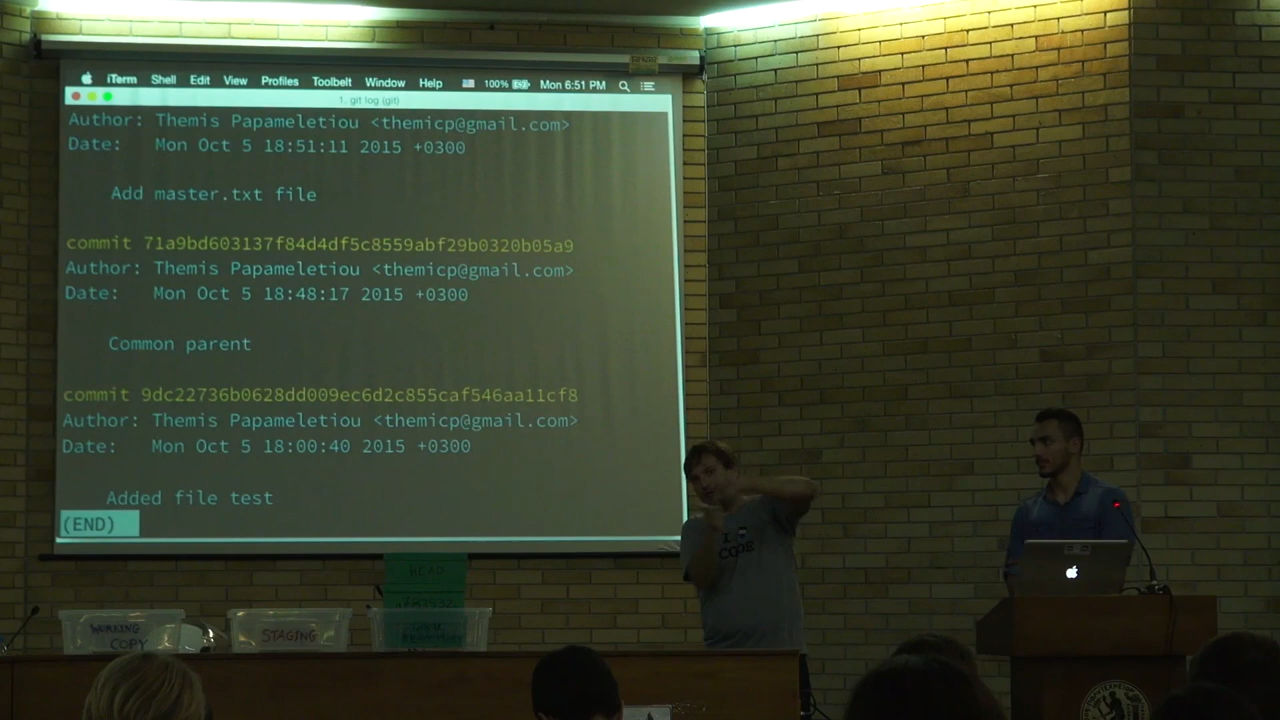 iTerm Shell Edit View Profiles Toolbelt Window Help 100% Mon 6:51 PM
1. git log (git)
Author: Themis Papameletiou <themicp@gmail.com>
Date: Mon Oct 5 18:51:11 2015 +0300
Add master.txt file
commit 71a9bd603137f84d4df5c8559abf29b0320b05a9
Author: Themis Papameletiou <themicp@gmail.com>
Date: Mon Oct 5 18:48:17 2015 +0300
Common parent
commit 9dc22736b0628dd009ec6d2c855caf546aa11cf8
Author: Themis Papameletiou <themicp@gmail.com>
Date: Mon Oct 5 18:00:40 2015 +0300
Added file test
(END)
I
CODE
HEAD
WORKING
COPY
STAGING